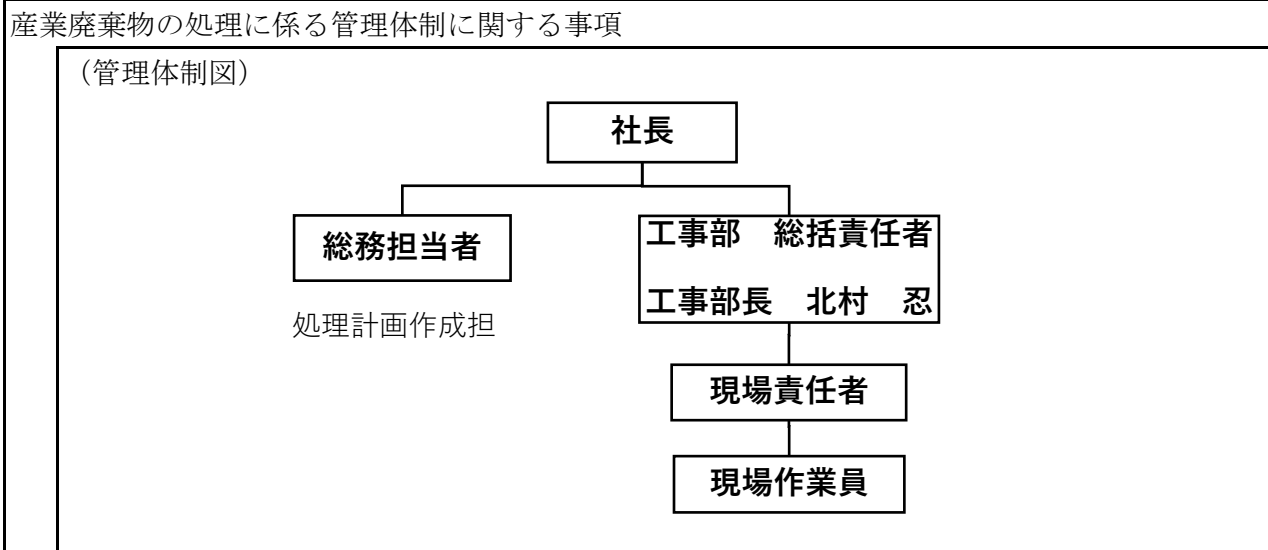 産業廃棄物の処理に係る管理体制に関する事項
（管理体制図）
社長
総務担当者
処理計画作成担
工事部　総括責任者
工事部長　北村　忍
現場責任者
現場作業員